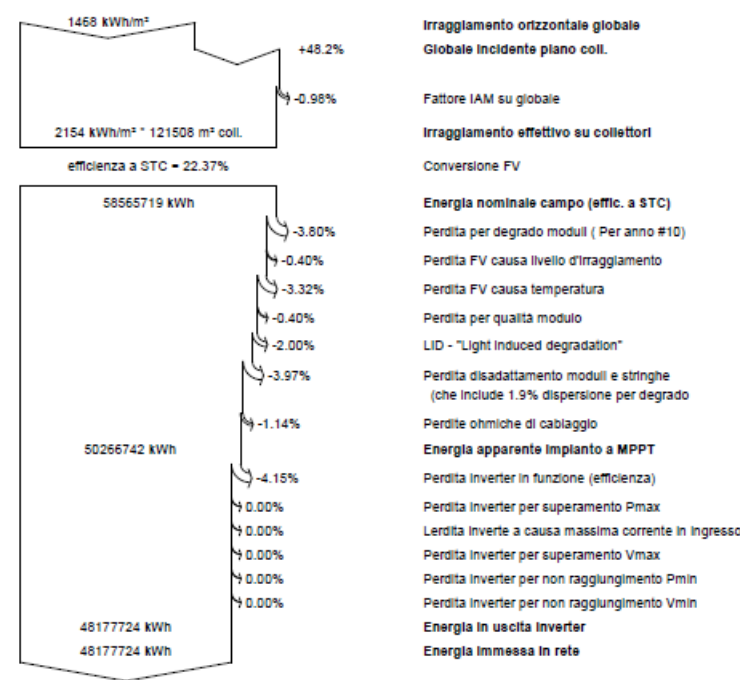 1468 kWh/m² Irraggiamento orizzontale globale
+48.2% Globale incidente piano coll.
-0.98% Fattore IAM su globale
2154 kWh/m² * 121508 m² coll. Irraggiamento effettivo su collettori
efficienza a STC = 22.37% Conversione FV
58565719 kWh Energia nominale campo (effic. a STC)
-3.80% Perdita per degrado moduli ( Per anno #10)
-0.40% Perdita FV causa livello d'irraggiamento
-3.32% Perdita FV causa temperatura
-0.40% Perdita per qualità modulo
-2.00% LID - "Light induced degradation"
-3.97% Perdita disadattamento moduli e stringhe
(che include 1.9% dispersione per degrado
-1.14% Perdite ohmiche di cablaggio
50266742 kWh Energia apparente impianto a MPPT
-4.15% Perdita inverter in funzione (efficienza)
0.00% Perdita inverter per superamento Pmax
0.00% Lerdita inverte a causa massima corrente in ingresso
0.00% Perdita inverter per superamento Vmax
0.00% Perdita inverter per non raggiungimento Pmin
0.00% Perdita inverter per non raggiungimento Vmin
48177724 kWh Energia in uscita inverter
48177724 kWh Energia immessa in rete